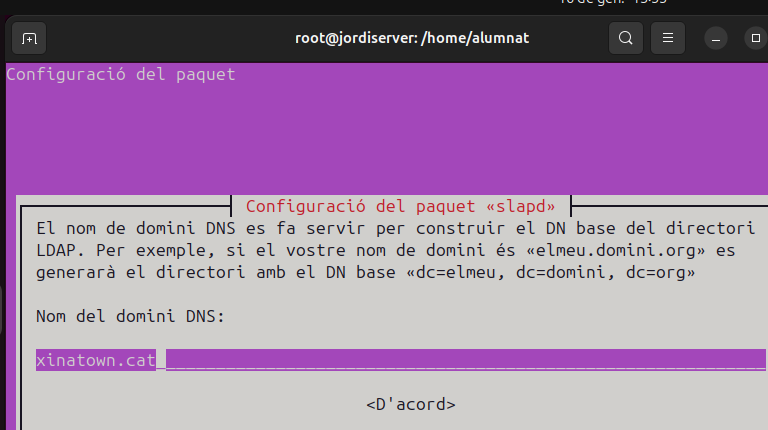 root@jordiserver: /home/alumnat
Configuració del paquet
Configuració del paquet «slapd»
El nom de domini DNS es fa servir per construir el DN base del directori
LDAP. Per exemple, si el vostre nom de domini és «elmeu.domini.org» es
generarà el directori amb el DN base «dc=elmeu, dc=domini, dc=org»
Nom del domini DNS:
xinatown.cat
<D'acord>